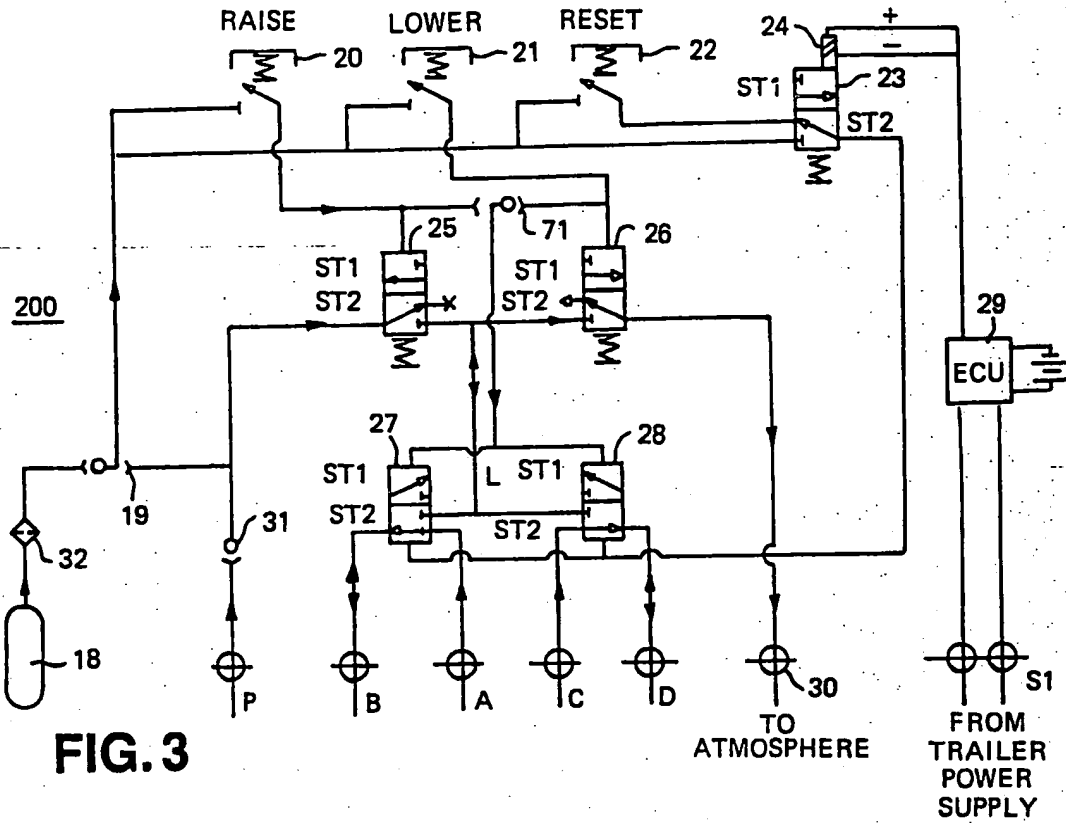 RAISE LOWER RESET
20 21 22
24 + −
23
ST1
ST2
71
25 26
ST1 ST1
ST2 X ST2
200
29
ECU
27 28
ST1 L ST1
ST2 ST2
19 31
32
18
P B A C D 30 S1
TO
ATMOSPHERE
FROM
TRAILER
POWER
SUPPLY
FIG. 3